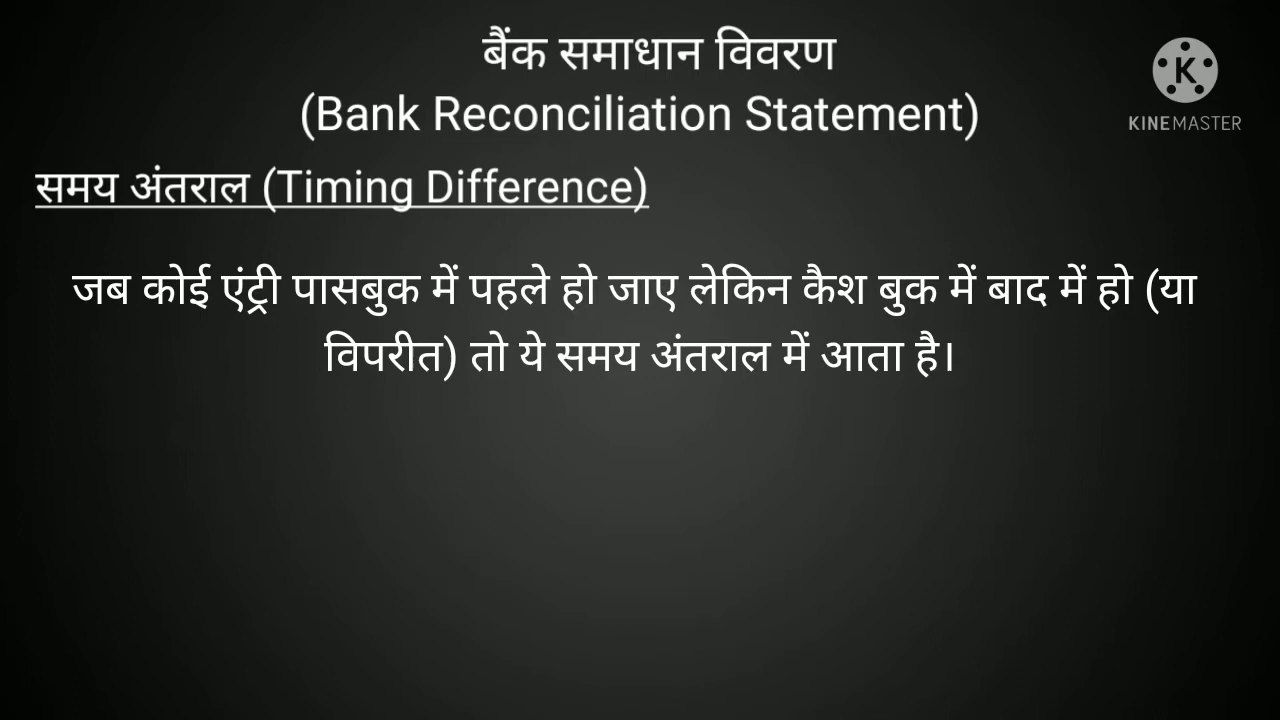 बैंक समाधान विवरण
(Bank Reconciliation Statement)
K
KINEMASTER
समय अंतराल (Timing Difference)
जब कोई एंट्री पासबुक में पहले हो जाए लेकिन कैश बुक में बाद में हो (या
विपरीत) तो ये समय अंतराल में आता है।